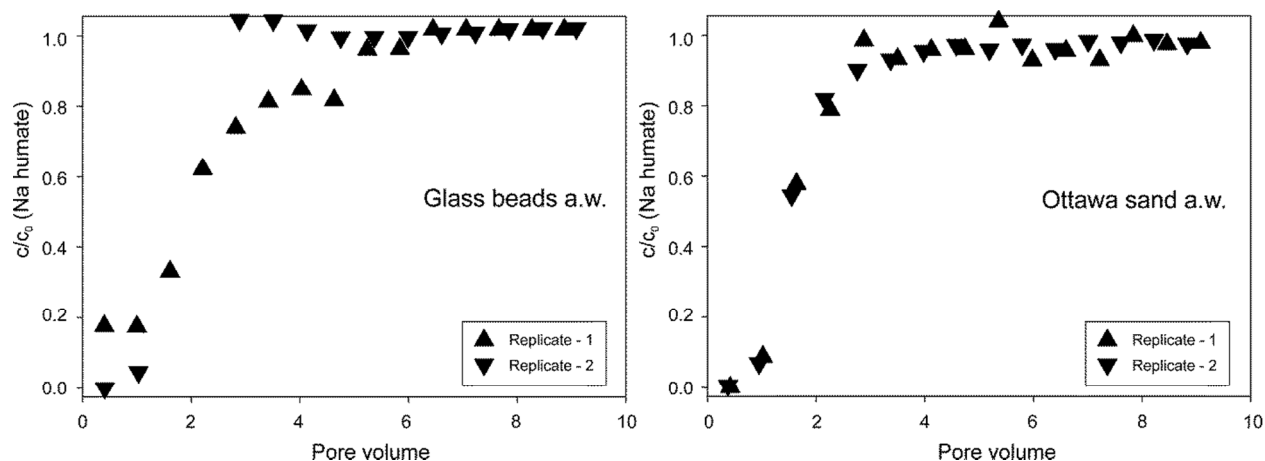 c/c₀ (Na humate)
1.0
0.8
0.6
0.4
0.2
0.0
Glass beads a.w.
Replicate - 1
Replicate - 2
0 2 4 6 8 10
Pore volume
c/c₀ (Na humate)
1.0
0.8
0.6
0.4
0.2
0.0
Ottawa sand a.w.
Replicate - 1
Replicate - 2
0 2 4 6 8 10
Pore volume